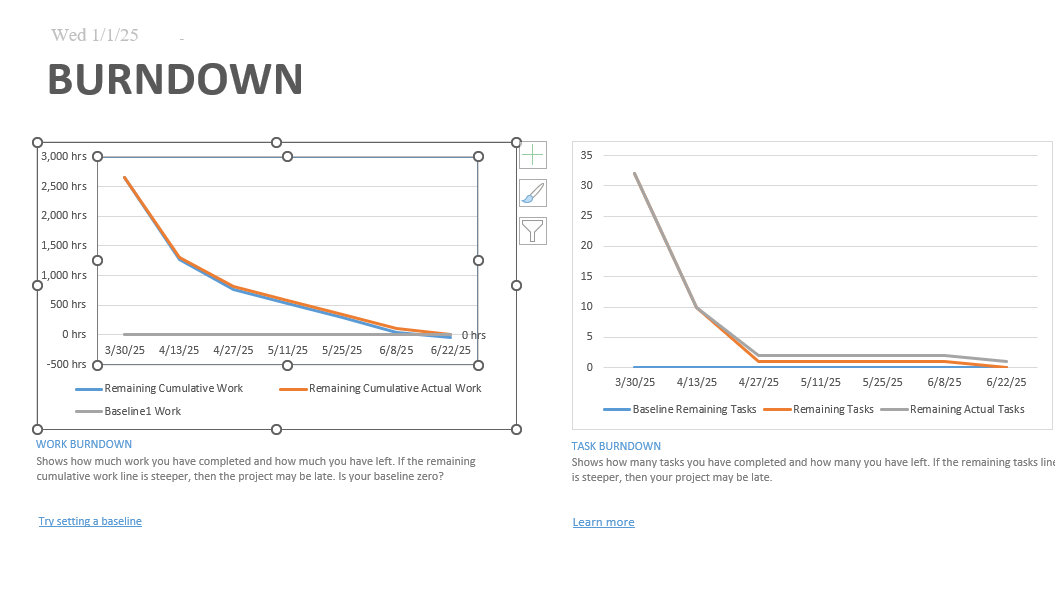 Wed 1/1/25 -
BURNDOWN
3,000 hrs
2,500 hrs
2,000 hrs
1,500 hrs
1,000 hrs
500 hrs
0 hrs
-500 hrs
0 hrs
3/30/25 4/13/25 4/27/25 5/11/25 5/25/25 6/8/25 6/22/25
Remaining Cumulative Work Remaining Cumulative Actual Work
Baseline1 Work
WORK BURNDOWN
Shows how much work you have completed and how much you have left. If the remaining
cumulative work line is steeper, then the project may be late. Is your baseline zero?
Try setting a baseline
35
30
25
20
15
10
5
0
3/30/25 4/13/25 4/27/25 5/11/25 5/25/25 6/8/25 6/22/25
Baseline Remaining Tasks Remaining Tasks Remaining Actual Tasks
TASK BURNDOWN
Shows how many tasks you have completed and how many you have left. If the remaining tasks line
is steeper, then your project may be late.
Learn more